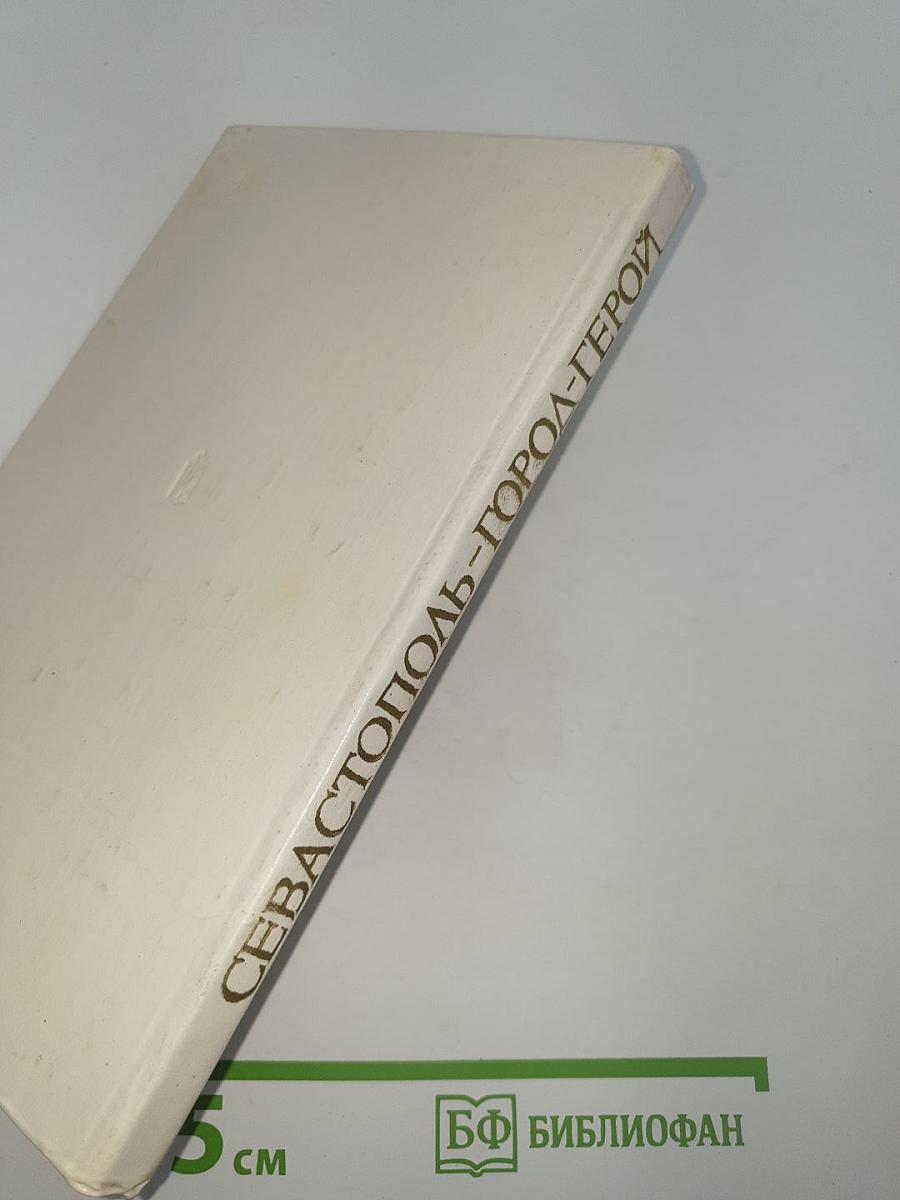 СЕВАСТОПОЛЬ-ГОРОД-ГЕРОЙ
5 см
БФ БИБЛИОФАН